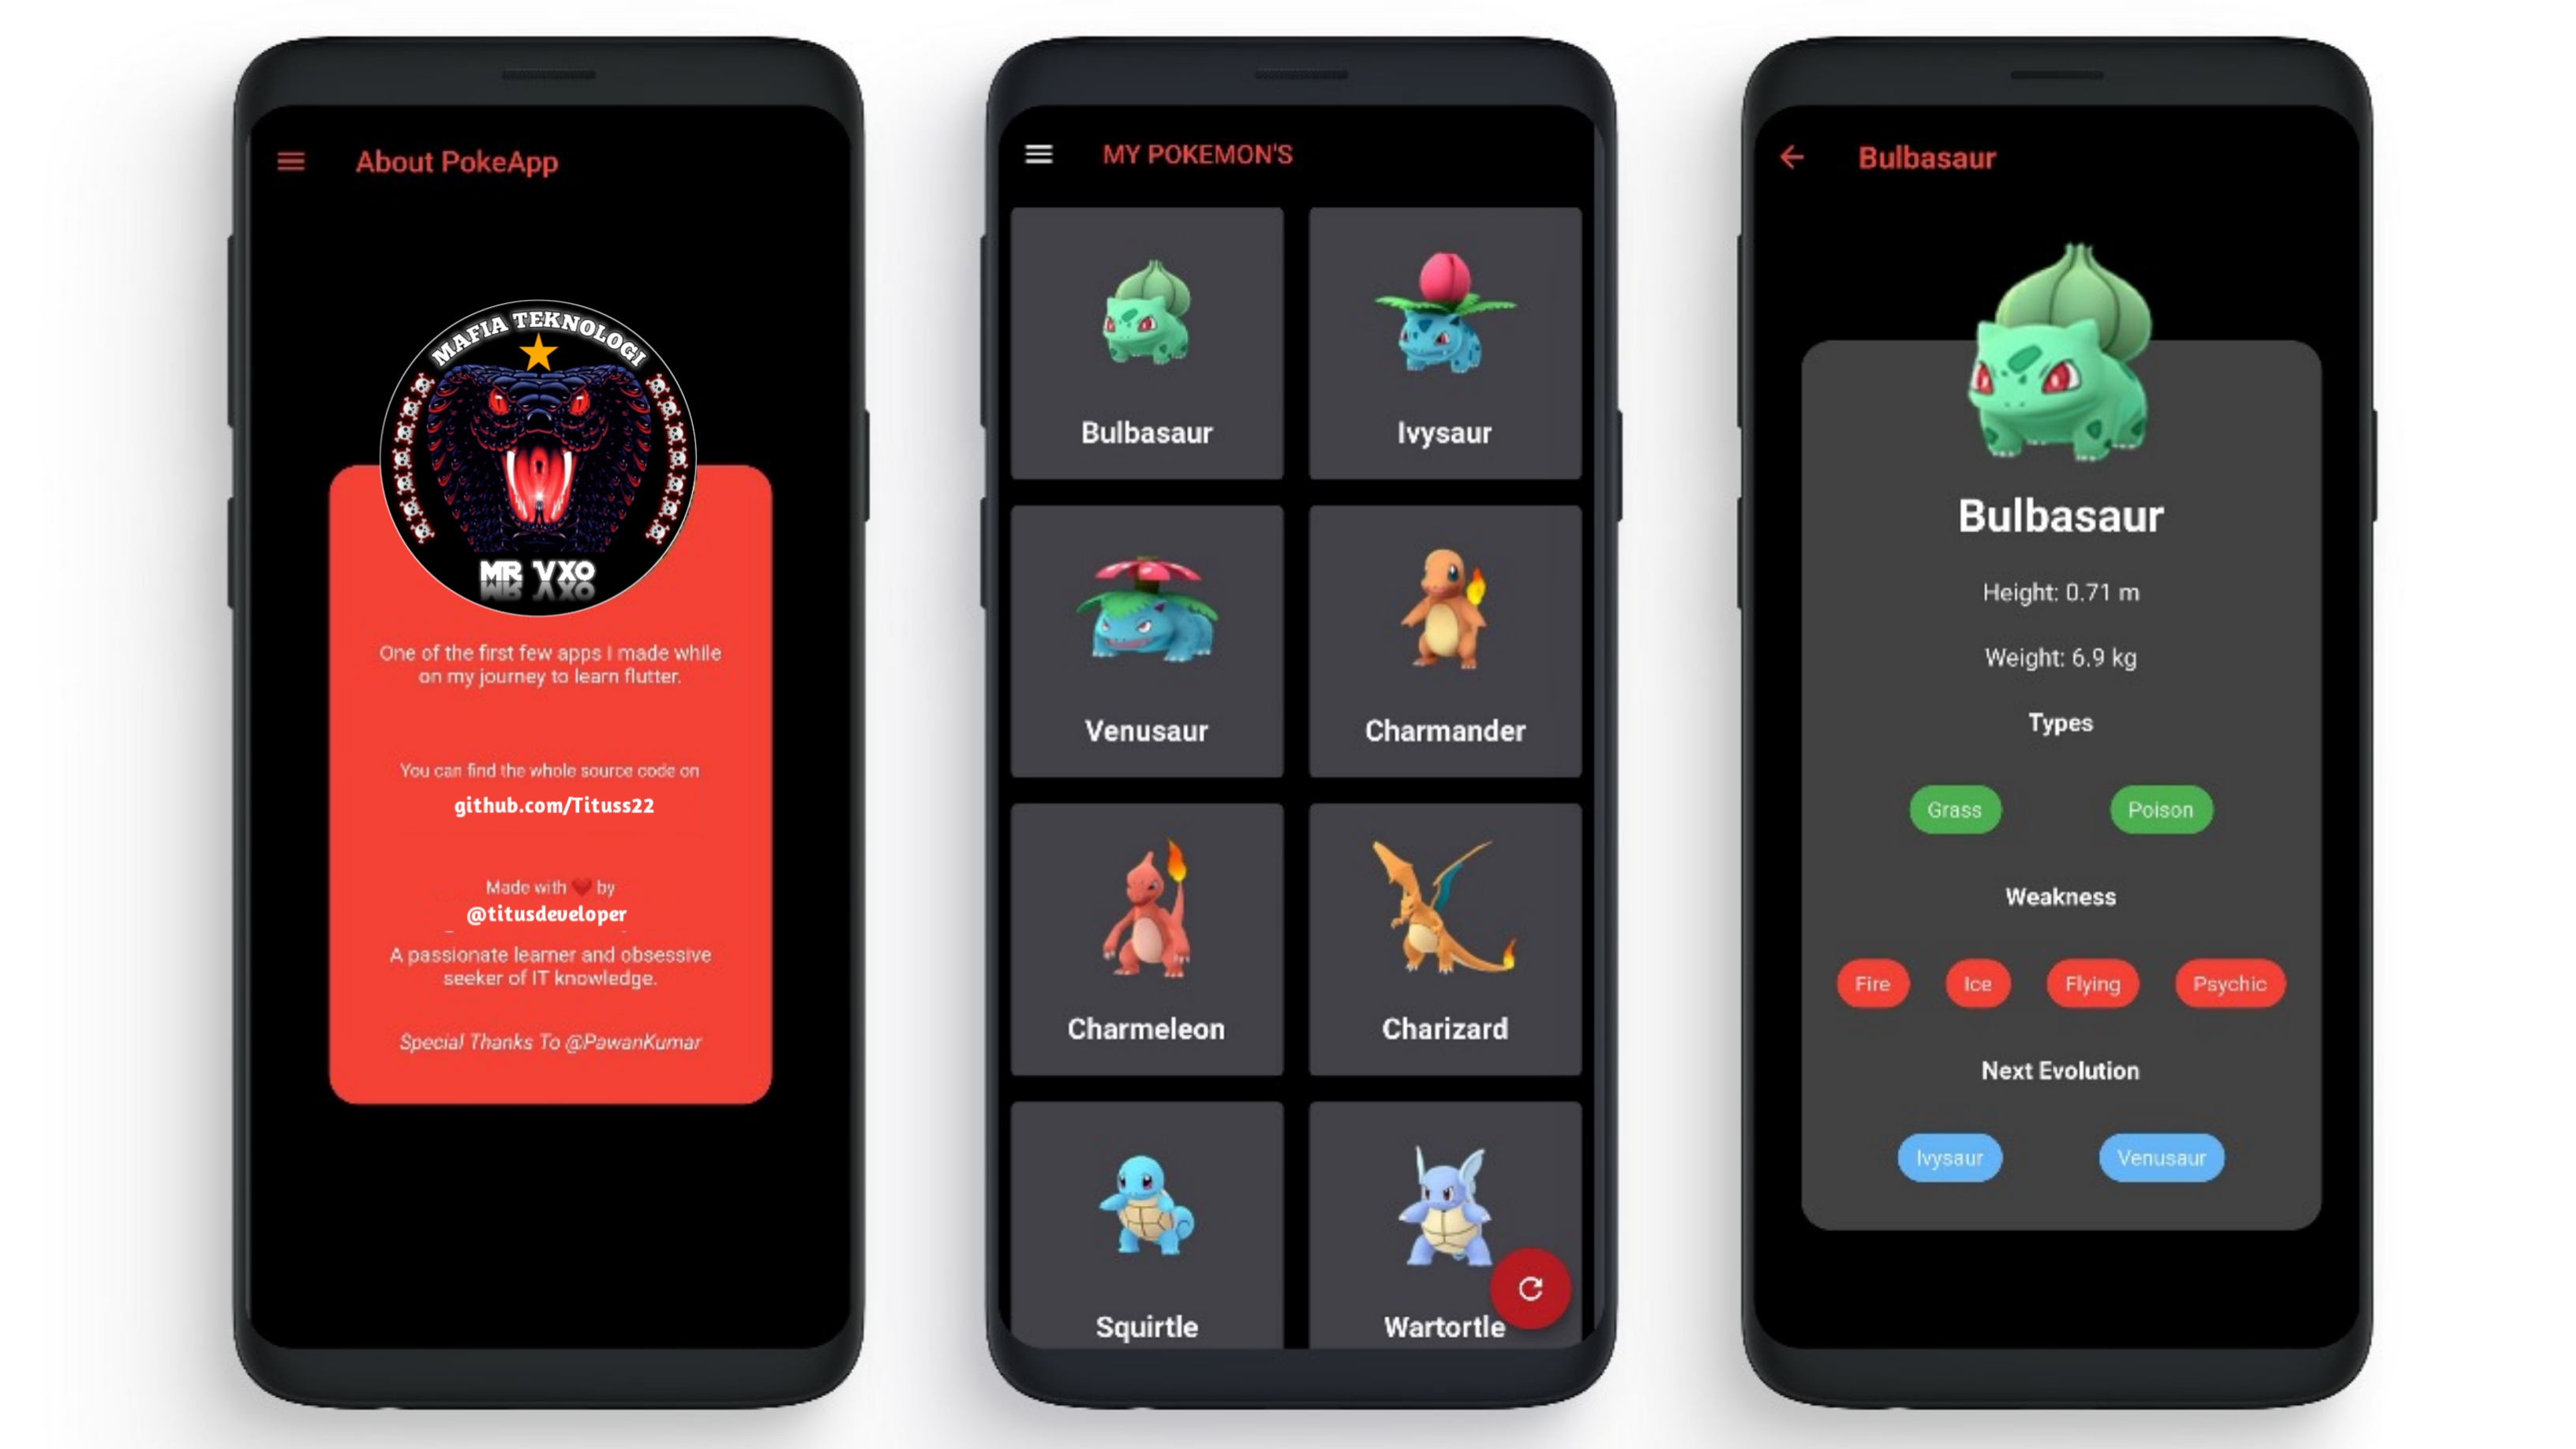 About PokeApp
MAFIA TEKNOLOGI
MR VXO
One of the first few apps I made while
on my journey to learn flutter.
You can find the whole source code on
github.com/Tituss22
Made with ❤️ by
@titusdeveloper
A passionate learner and obsessive
seeker of IT knowledge.
Special Thanks To @PawanKumar
MY POKEMON'S
Bulbasaur
Ivysaur
Venusaur
Charmander
Charmeleon
Charizard
Squirtle
Wartortle
Bulbasaur
Bulbasaur
Height: 0.71 m
Weight: 6.9 kg
Types
Grass
Poison
Weakness
Fire
Ice
Flying
Psychic
Next Evolution
Ivysaur
Venusaur